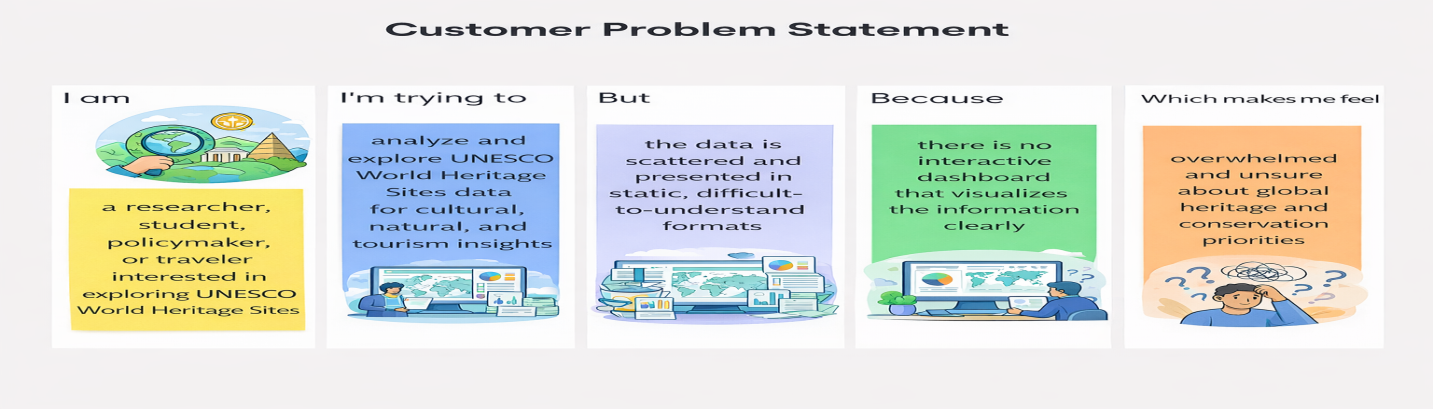 Customer Problem Statement
I am
a researcher,
student,
policymaker,
or traveler
interested in
exploring UNESCO
World Heritage Sites
I'm trying to
analyze and
explore UNESCO
World Heritage
Sites data
for cultural,
natural, and
tourism insights
But
the data is
scattered and
presented in
static, difficult-
to-understand
formats
Because
there is no
interactive
dashboard
that visualizes
the information
clearly
Which makes me feel
overwhelmed
and unsure
about global
heritage and
conservation
priorities